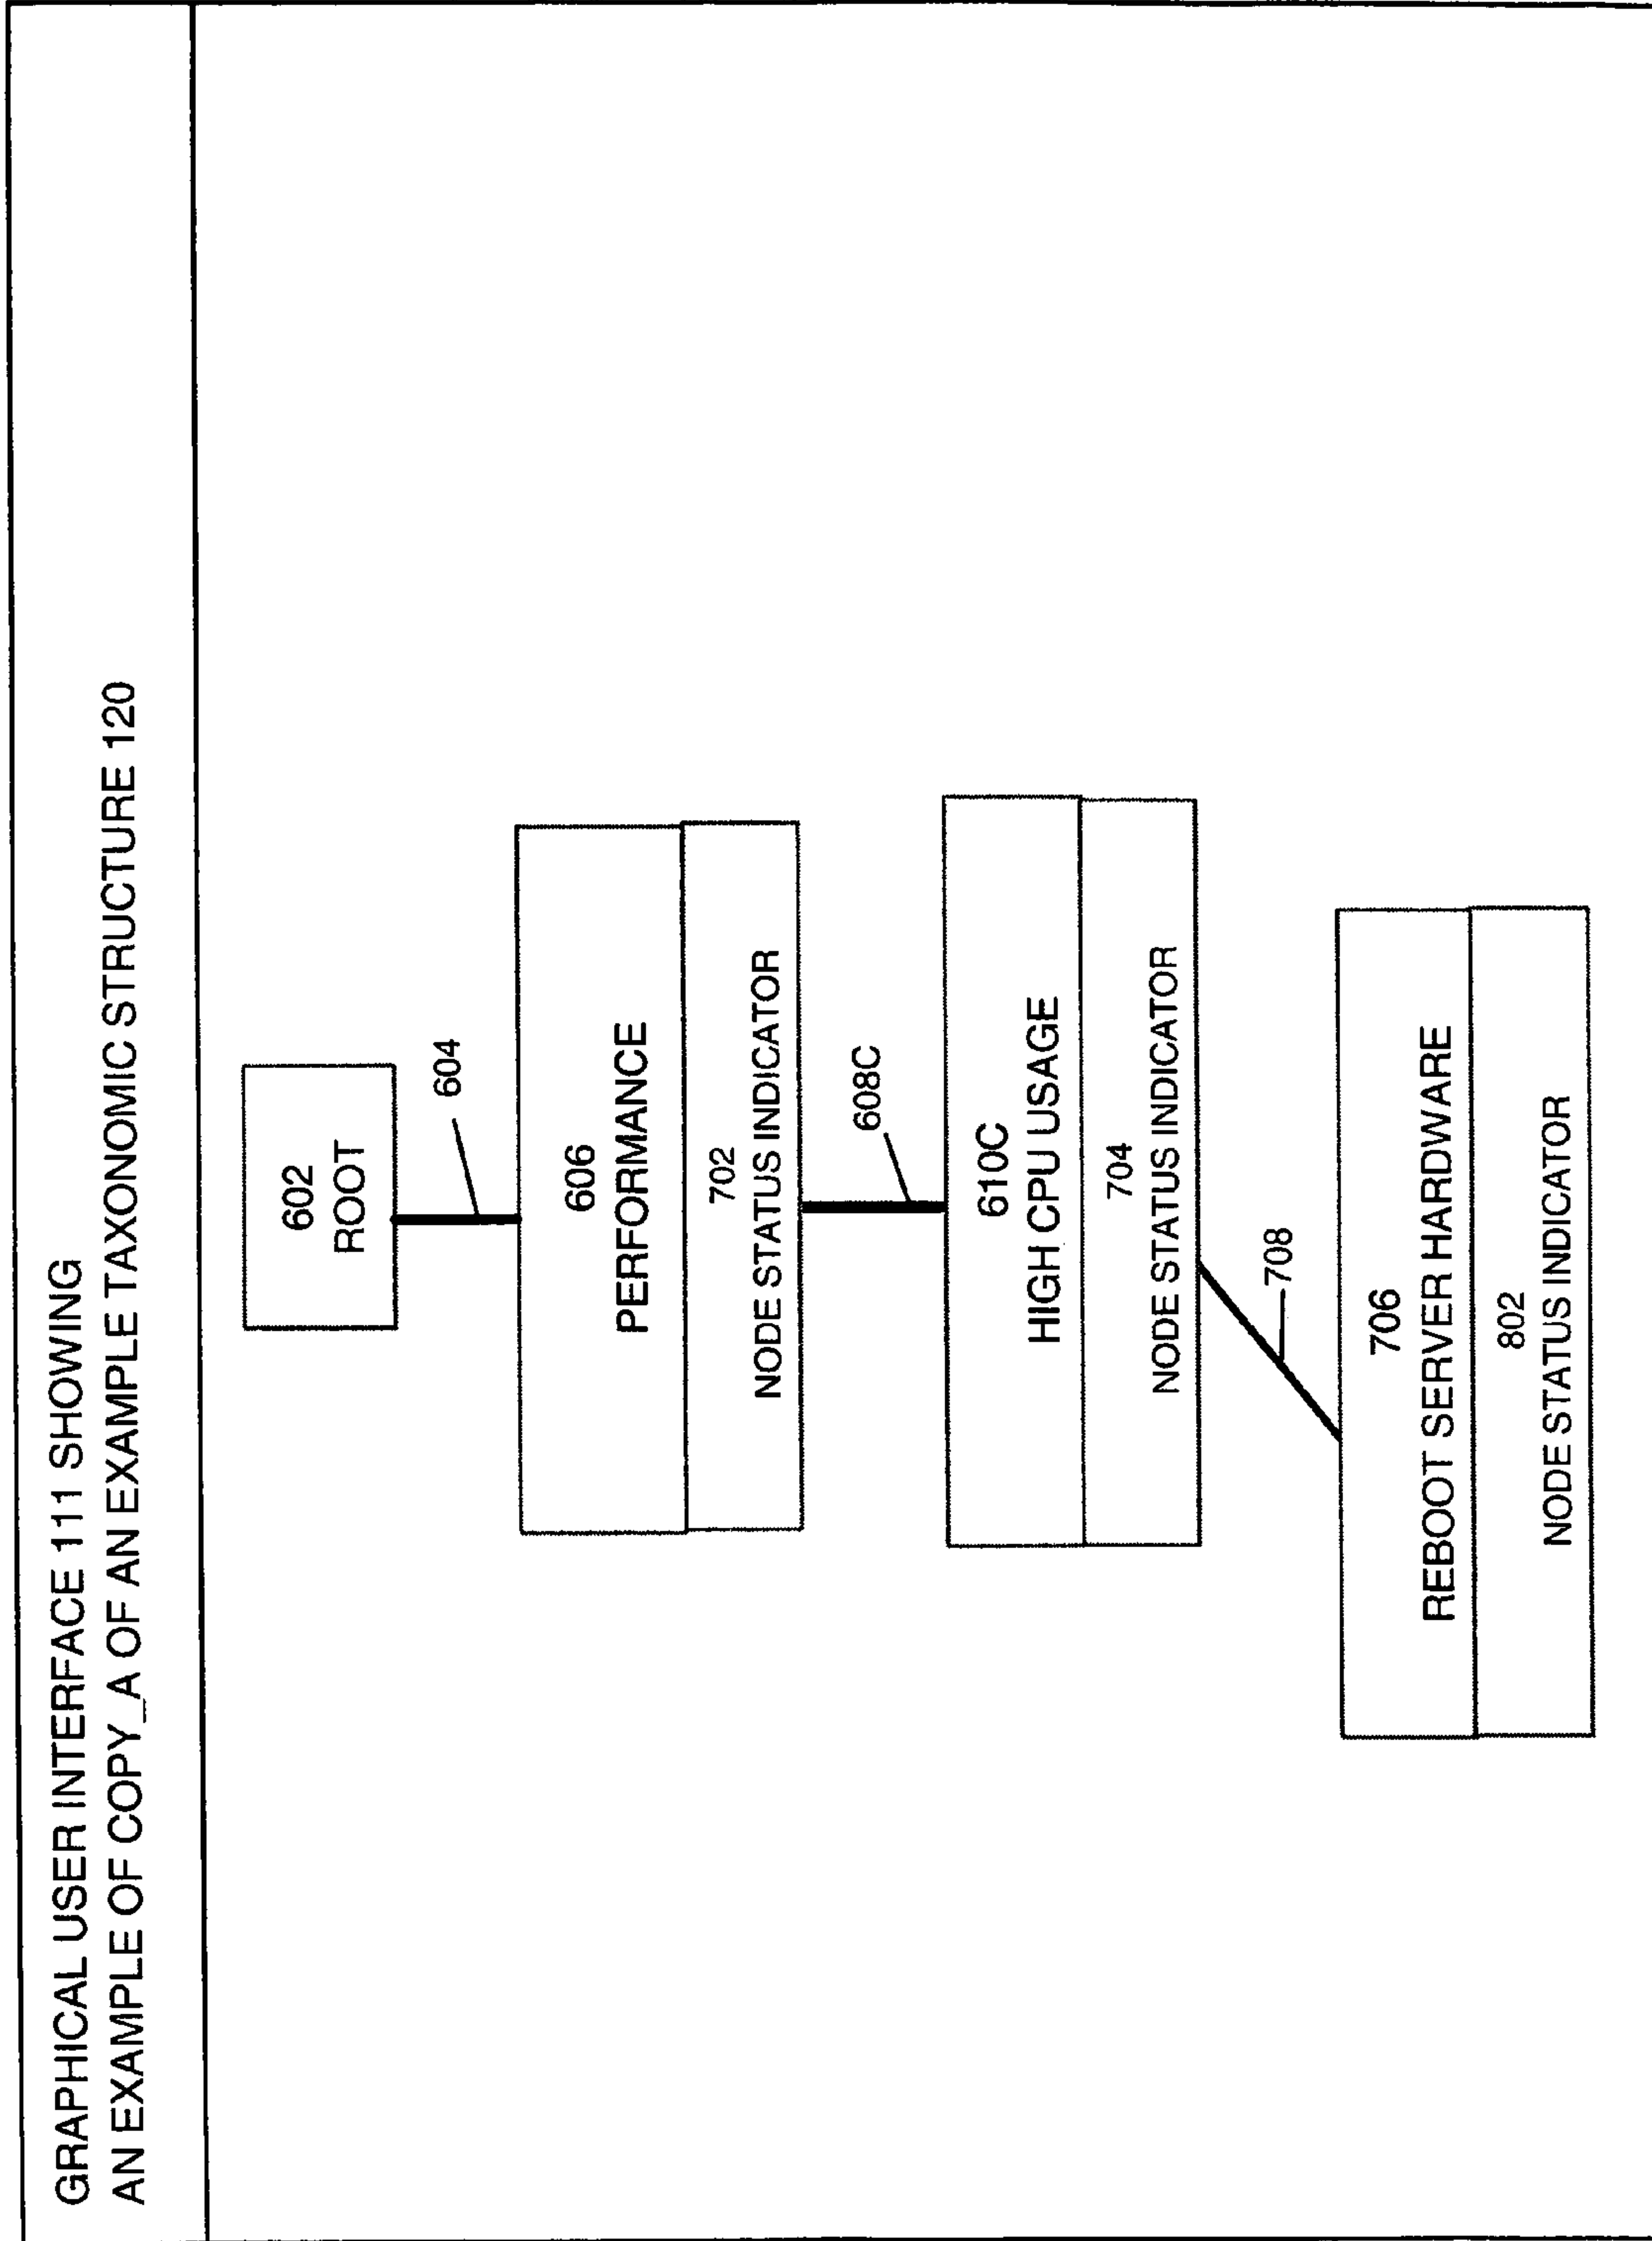 GRAPHICAL USER INTERFACE 111 SHOWING
AN EXAMPLE OF COPY_A OF AN EXAMPLE TAXONOMIC STRUCTURE 120
602
ROOT
604
606
PERFORMANCE
702
NODE STATUS INDICATOR
608C
610C
HIGH CPU USAGE
704
NODE STATUS INDICATOR
708
706
REBOOT SERVER HARDWARE
802
NODE STATUS INDICATOR